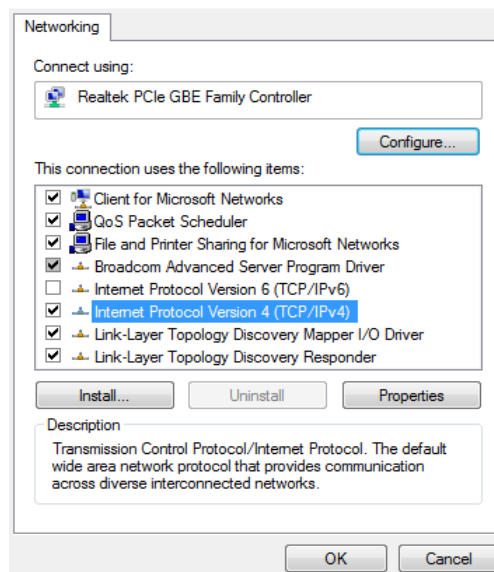 Networking
Connect using:
Realtek PCIe GBE Family Controller
Configure...
This connection uses the following items:
Client for Microsoft Networks
QoS Packet Scheduler
File and Printer Sharing for Microsoft Networks
Broadcom Advanced Server Program Driver
Internet Protocol Version 6 (TCP/IPv6)
Internet Protocol Version 4 (TCP/IPv4)
Link-Layer Topology Discovery Mapper I/O Driver
Link-Layer Topology Discovery Responder
Install... Uninstall Properties
Description
Transmission Control Protocol/Internet Protocol. The default
wide area network protocol that provides communication
across diverse interconnected networks.
OK Cancel